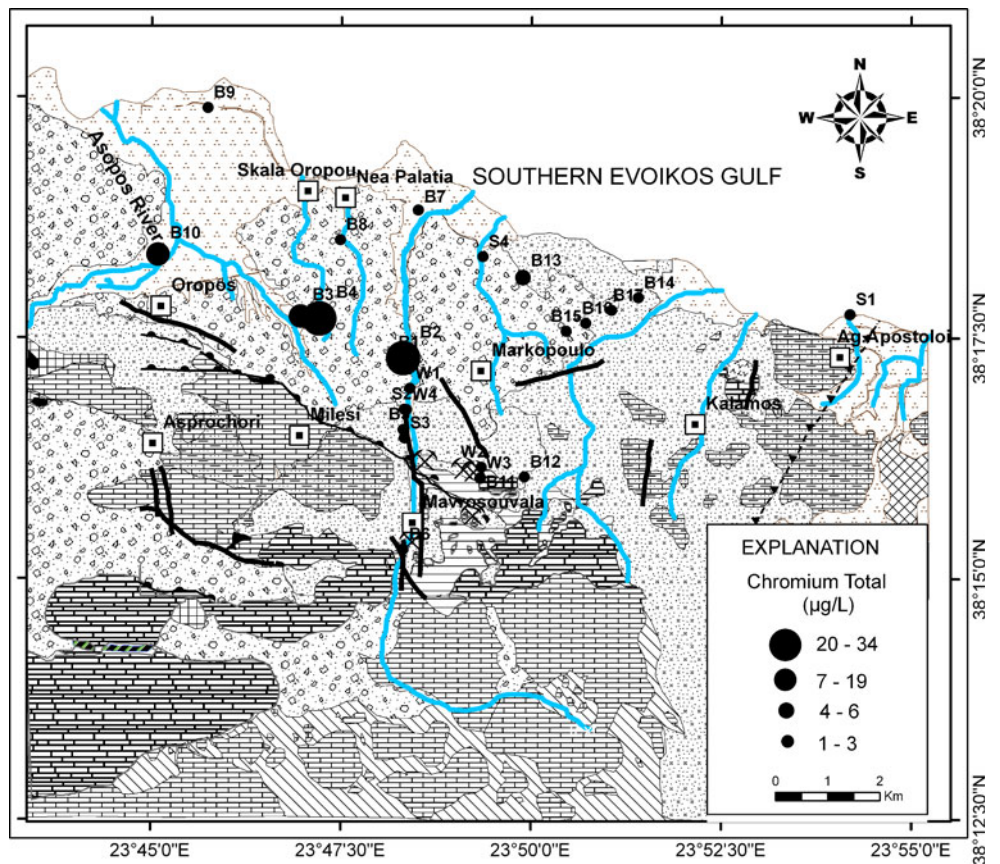 N
W
E
S
38°20'0"N
38°17'30"N
38°15'0"N
38°12'30"N
B9
Asopos River
Skala Oropou
Nea Palatia
SOUTHERN EVOIKOS GULF
B7
B10
B8
S4
B13
Oropos
B3
B4
B14
B17
B16
B15
S1
B2
B1
Ag.Apostoloi
Markopoulo
W1
S2
W4
Kalamos
Asprochori
Milesi
S3
W2
W3
B12
B11
Mavrosouvala
EXPLANATION
Chromium Total
(µg/L)
20 - 34
7 - 19
4 - 6
1 - 3
0
1
2
Km
23°45'0"E
23°47'30"E
23°50'0"E
23°52'30"E
23°55'0"E